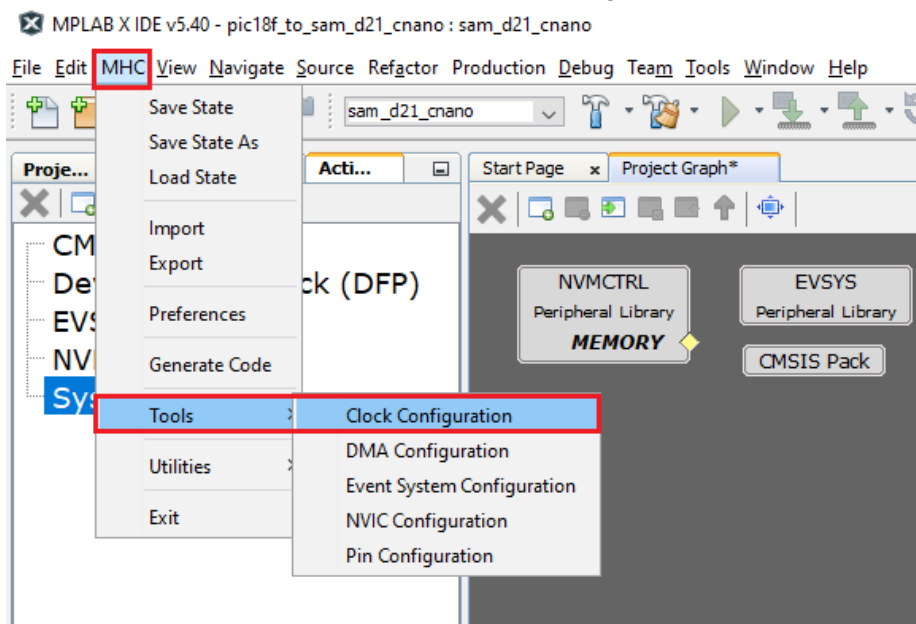 MPLAB X IDE v5.40 - pic18f_to_sam_d21_cnano : sam_d21_cnano
File Edit MHC View Navigate Source Refactor Production Debug Team Tools Window Help
sam_d21_cnano
Save State
Save State As
Load State
Import
Export
Preferences
Generate Code
Tools
Utilities
Exit
Clock Configuration
DMA Configuration
Event System Configuration
NVIC Configuration
Pin Configuration
Proje...
Acti...
Start Page x Project Graph*
CM
De
ck (DFP)
EVS
NV
Sys
NVMCTRL
Peripheral Library
MEMORY
EVSYS
Peripheral Library
CMSIS Pack